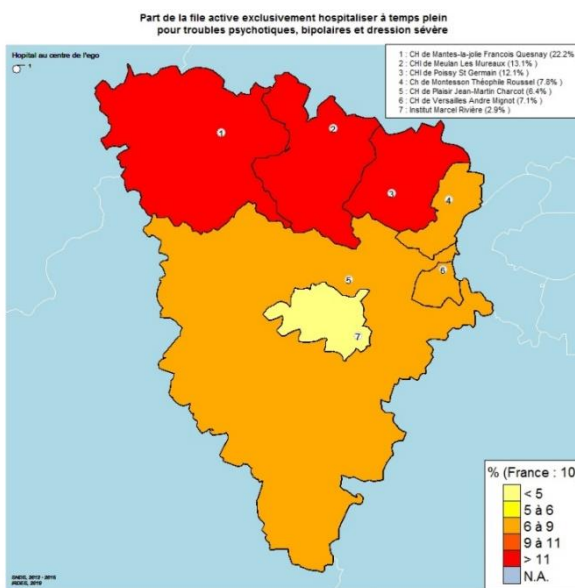 Part de la file active exclusivement hospitaliser à temps plein
pour troubles psychotiques, bipolaires et dression sévère
Hopital au centre de l'ego
1
1 : CH de Mantes-la-jolie Francois Quesnay (22.2%
2 : CHI de Meulan Les Mureaux (13.1% )
3 : CHI de Poissy St Germain (12.1% )
4 : CH de Montesson Théophile Roussel (7.8% )
5 : CH de Plaisir Jean-Martin Charcot (6.4% )
6 : CH de Versailles Andre Mignot (7.1% )
7 : Institut Marcel Rivière (2.9% )
1
2
3
4
5
6
7
% (France : 10
< 5
5 à 6
6 à 9
9 à 11
> 11
N.A.
SNDS, 2012 - 2015
IRDES, 2019